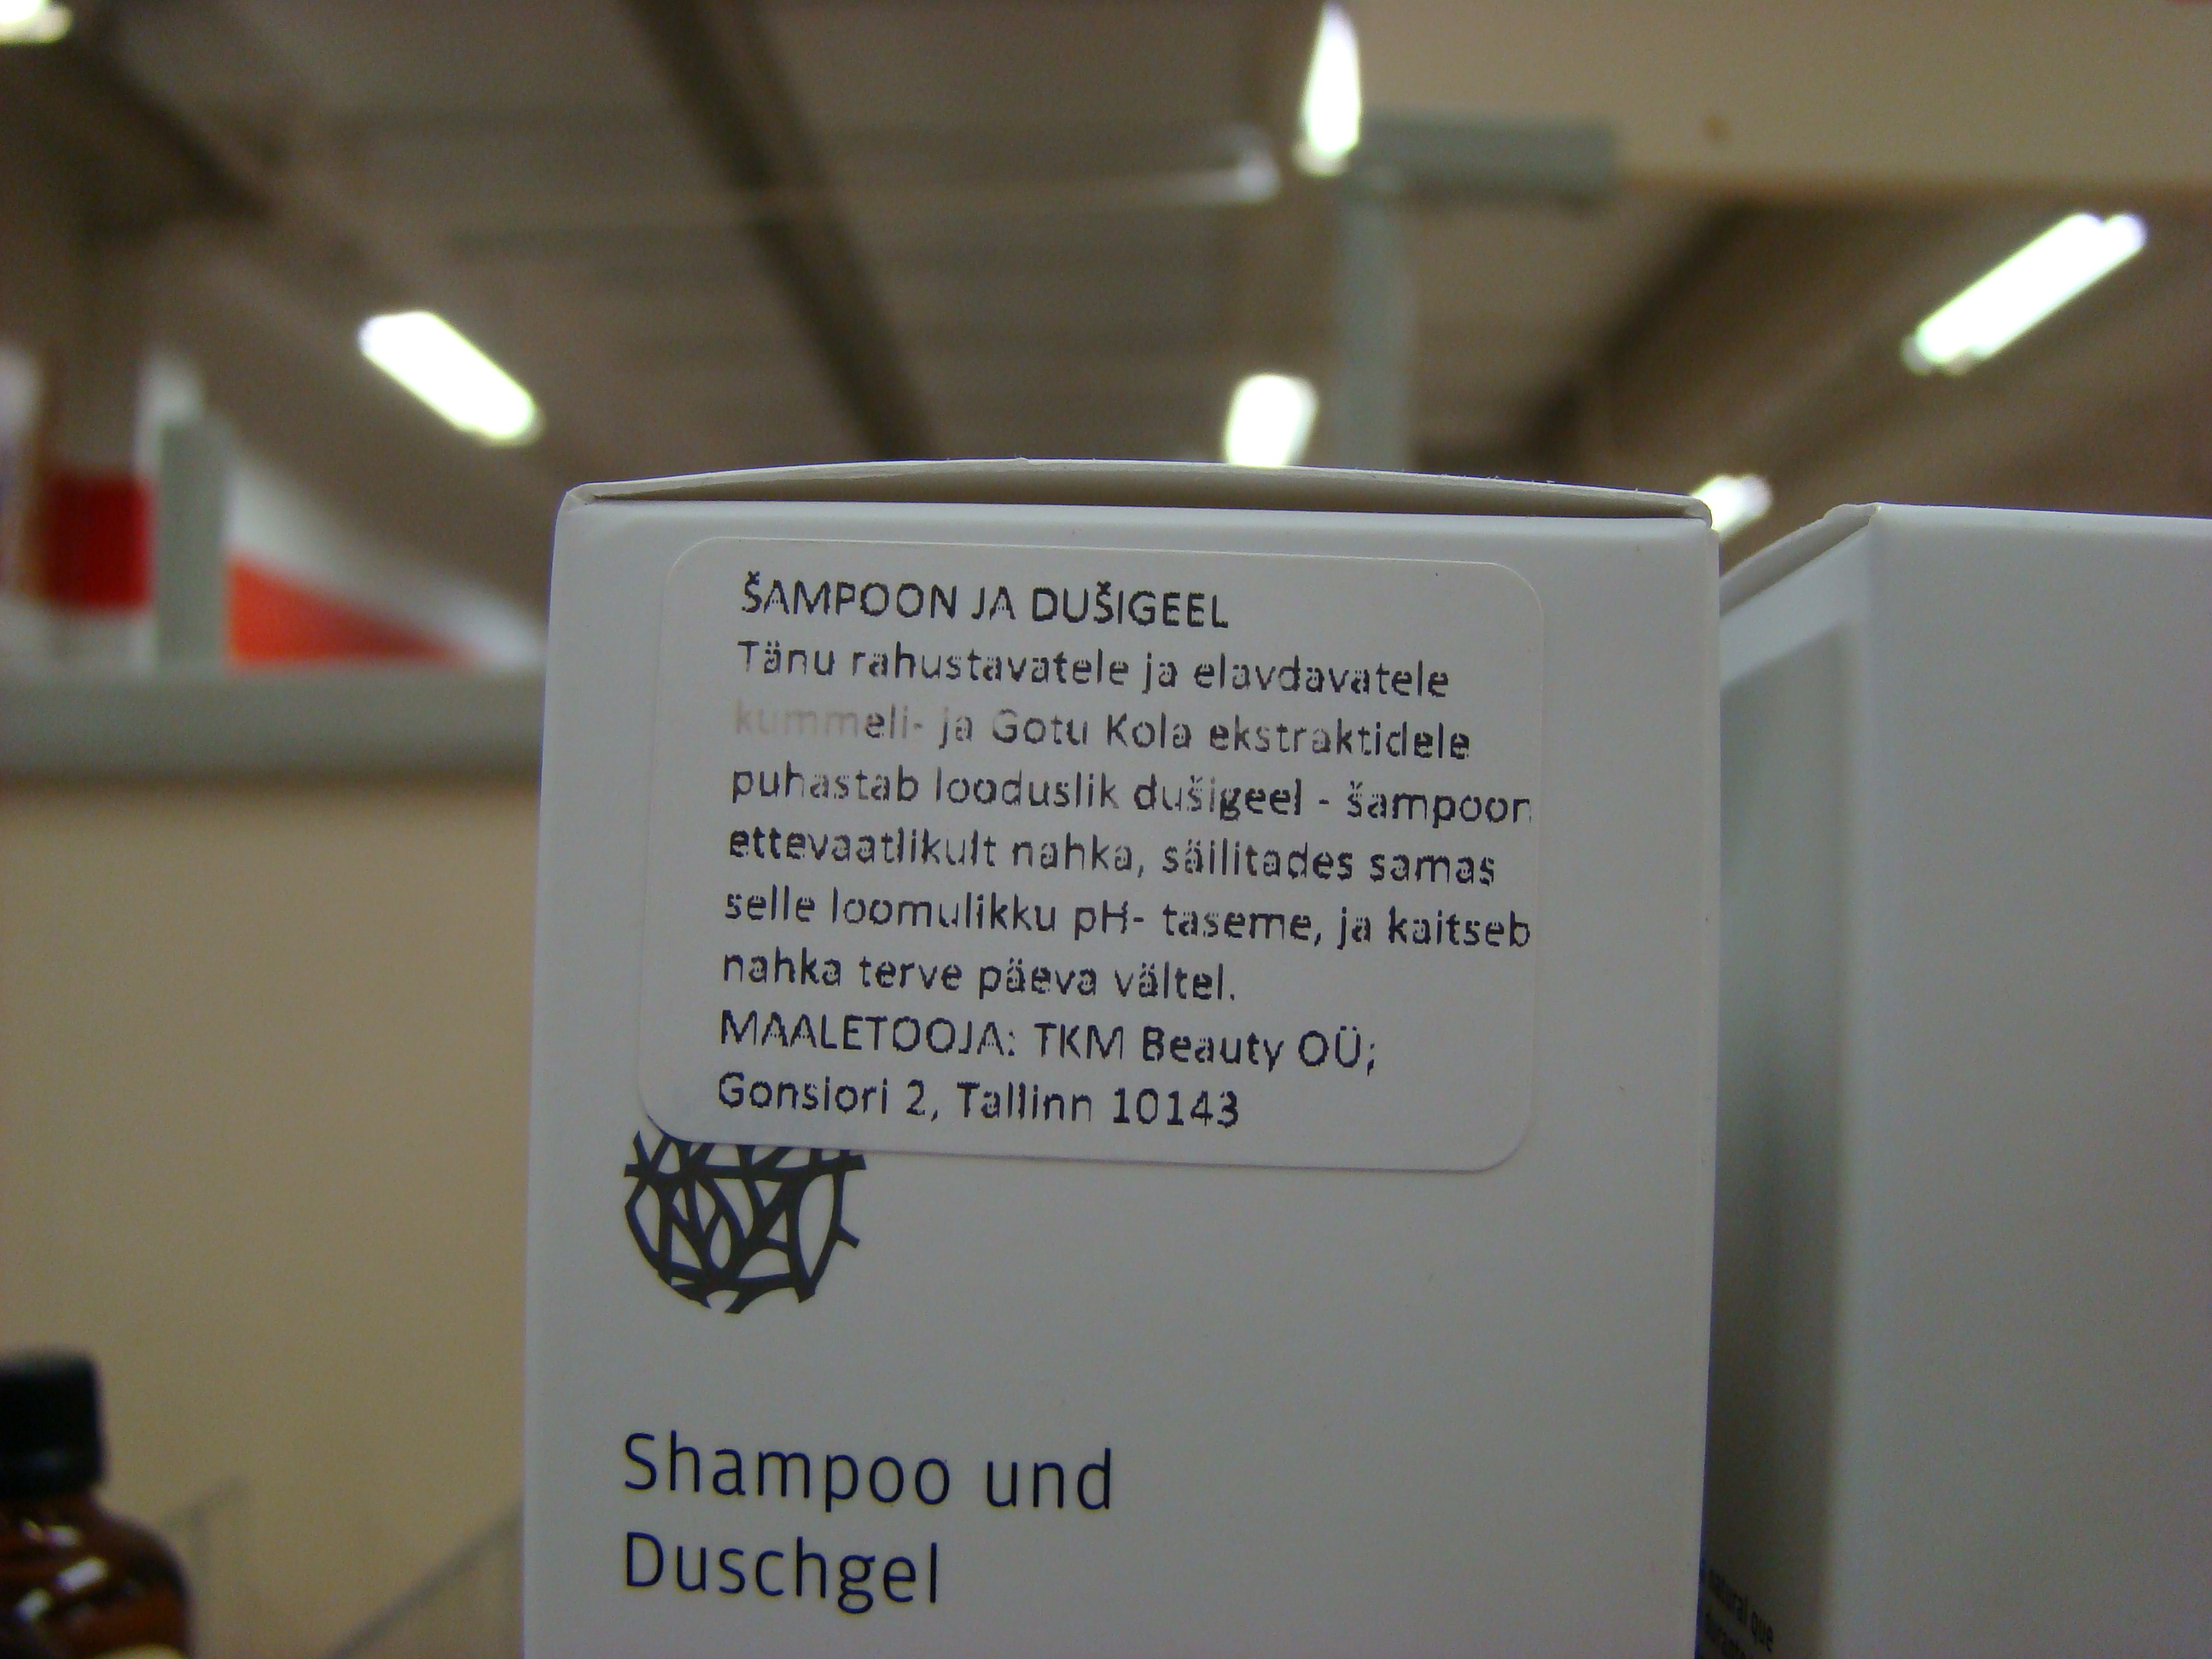 ŠAMPOON JA DUŠIGEEL
Tänu rahustavatele ja elavdavatele
kummeli- ja Gotu Kola ekstraktidele
puhastab looduslik dušigeel - šampoon
ettevaatlikult nahka, säilitades samas
selle loomulikku pH- taseme, ja kaitseb
nahka terve päeva vältel.
MAALETOOJA: TKM Beauty OÜ;
Gonsiori 2, Tallinn 10143
Shampoo und
Duschgel
natural que